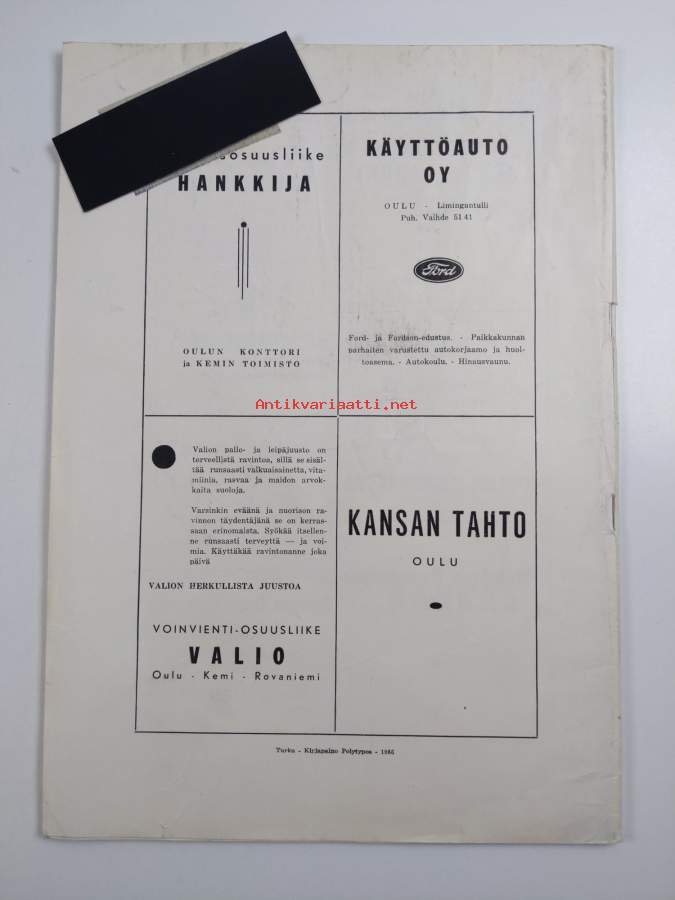 HANKKIJA
OULUN KONTTORI
ja KEMIN TOIMISTO
KÄYTTÖAUTO
OY
OULU - Limingantulli
Puh. Vaihde 51 41
Ford
Ford- ja Fordson-edustus. - Paikkakunnan
parhaiten varustettu autokorjaamo ja huol-
toasema. - Autokoulu. - Hinausvaunu.
Antikvariaatti.net
Valion pallo- ja leipäjuusto on
terveellistä ravintoa, sillä se sisäl-
tää runsaasti valkuaisainetta, vita-
miinia, rasvaa ja maidon arvok-
kaita suoloja.
Varsinkin eväänä ja nuorison ra-
vinnon täydentäjänä se on kerras-
saan erinomaista. Syökää itsellen-
ne runsaasti terveyttä — ja voi-
mia. Käyttäkää ravintonanne joka
päivä
VALION HERKULLISTA JUUSTOA
VOINVIENTI-OSUUSLIIKE
VALIO
Oulu - Kemi - Rovaniemi
KANSAN TAHTO
OULU
Turku - Kirjapaino Polytypos - 1956